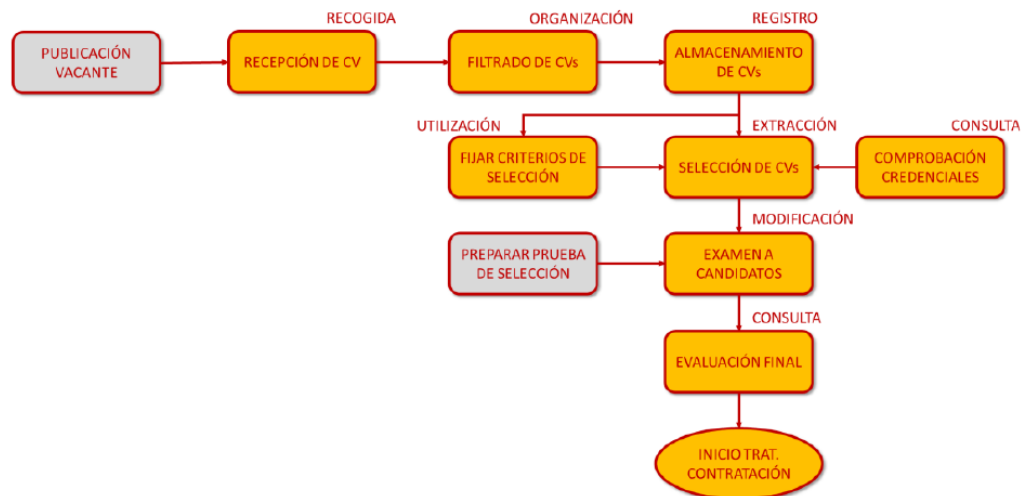 RECOGIDA
ORGANIZACIÓN
REGISTRO
PUBLICACIÓN
VACANTE
RECEPCIÓN DE CV
FILTRADO DE CVs
ALMACENAMIENTO
DE CVs
UTILIZACIÓN
EXTRACCIÓN
CONSULTA
FIJAR CRITERIOS DE
SELECCIÓN
SELECCIÓN DE CVs
COMPROBACIÓN
CREDENCIALES
MODIFICACIÓN
PREPARAR PRUEBA
DE SELECCIÓN
EXAMEN A
CANDIDATOS
CONSULTA
EVALUACIÓN FINAL
INICIO TRAT.
CONTRATACIÓN